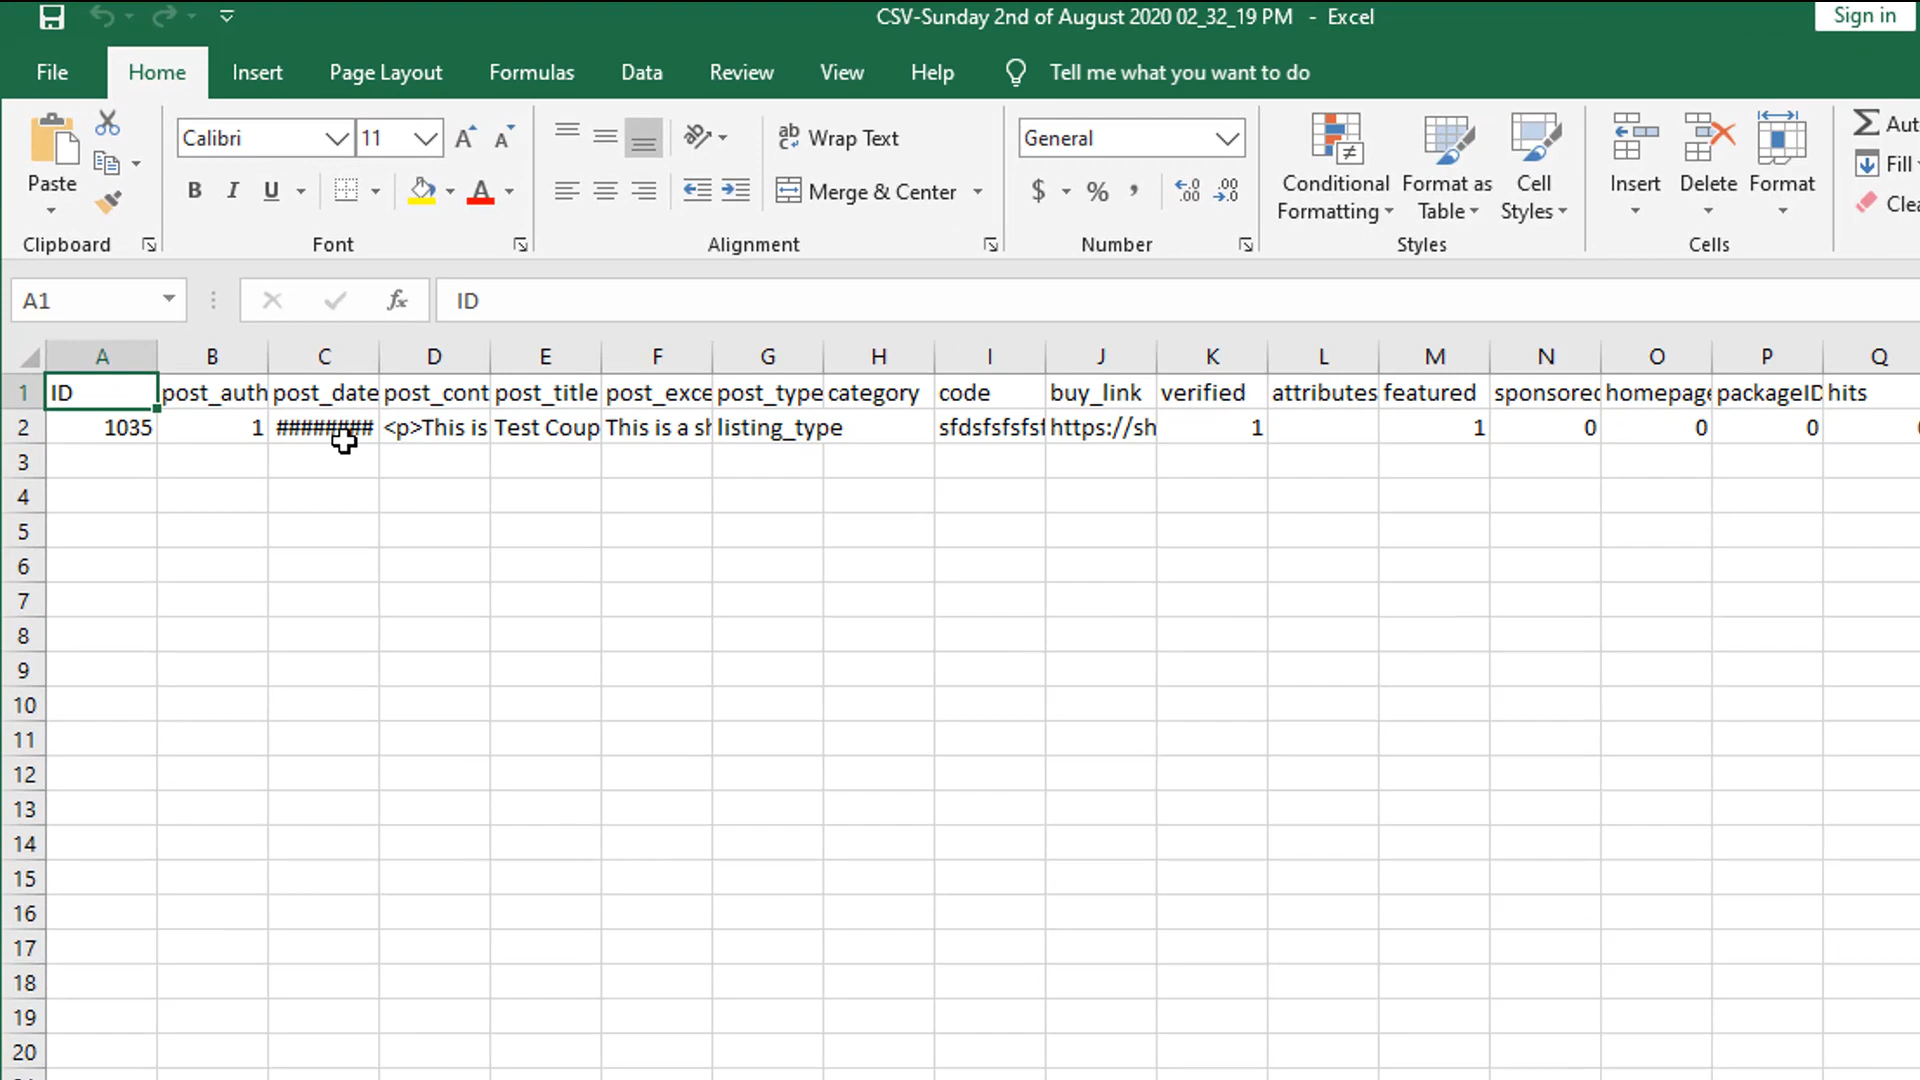 CSV-Sunday 2nd of August 2020 02_32_19 PM - Excel
Sign in
File Home Insert Page Layout Formulas Data Review View Help Tell me what you want to do
Paste
Clipboard
Calibri 11
B I U A
Font
ab Wrap Text
Merge & Center
Alignment
General
$ % ,
Number
Conditional Formatting
Format as Table
Cell Styles
Styles
Insert Delete Format
Cells
Aut
Fill
Clea
A1 fx ID
A B C D E F G H I J K L M N O P Q
1 ID post_auth post_date post_cont post_title post_exce post_type category code buy_link verified attributes featured sponsored homepage packageID hits
2 1035 1 ######## <p>This is Test Coup This is a sh listing_type sfdsfsfsfsf https://sh 1 1 0 0 0
3
4
5
6
7
8
9
10
11
12
13
14
15
16
17
18
19
20